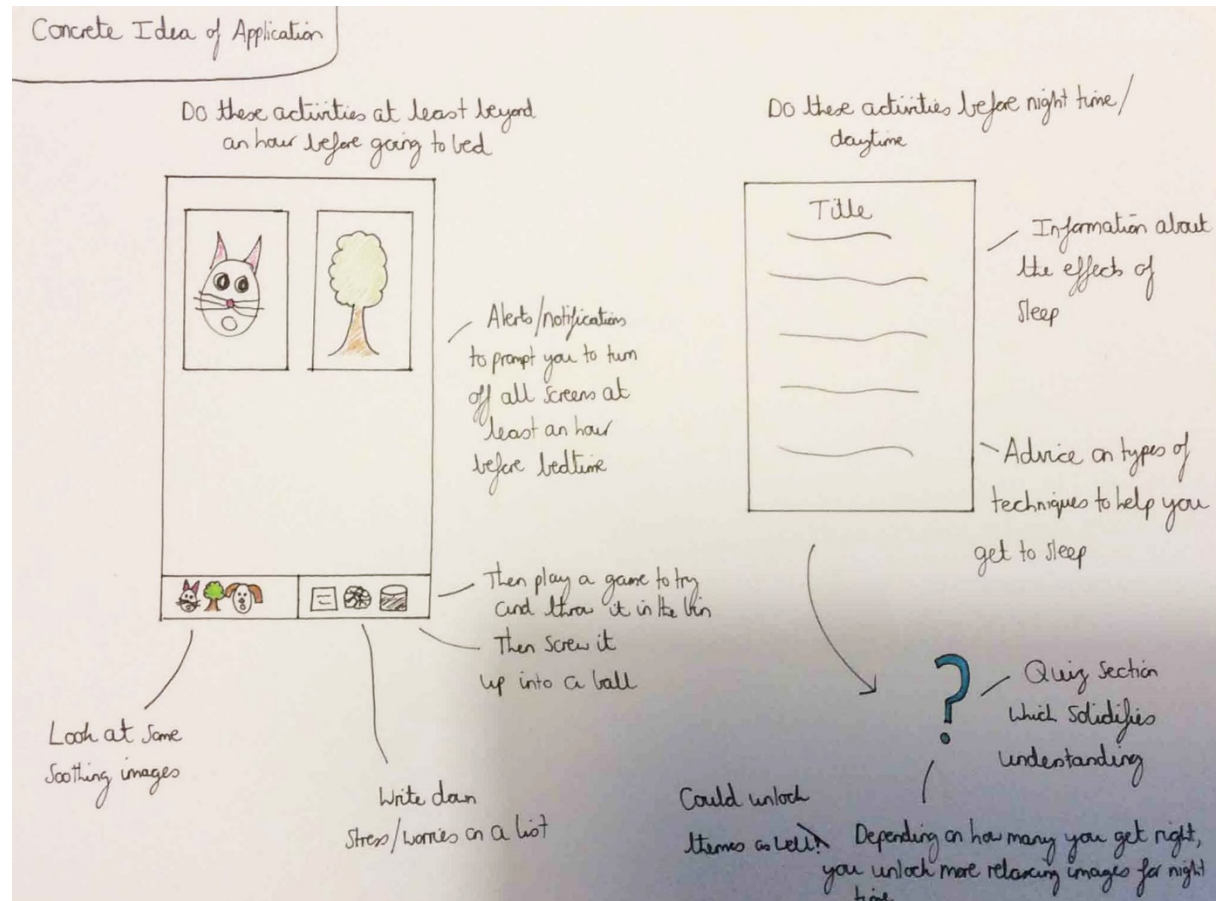 Concrete Idea of Application
Do these activities at least beyond
an hour before going to bed
Alerts/notifications
to prompt you to turn
off all screens at
least an hour
before bedtime
Then play a game to try
and throw it in the bin
Then screw it
up into a ball
Look at some
soothing images
Write down
stress/worries on a list
Do these activities before night time/
daytime
Title
Information about
the effects of
sleep
Advice on types of
techniques to help you
get to sleep
?
Quiz section
which solidifies
understanding
Could unlock
themes as well?
Depending on how many you get right,
you unlock more relaxing images for night
time